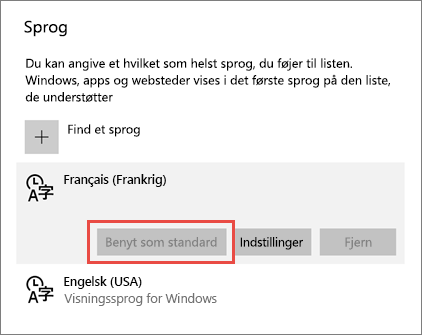 Sprog
Du kan angive et hvilket som helst sprog, du føjer til listen.
Windows, apps og websteder vises i det første sprog på den liste,
de understøtter
Find et sprog
Français (Frankrig)
Benyt som standard
Indstillinger
Fjern
Engelsk (USA)
Visningssprog for Windows